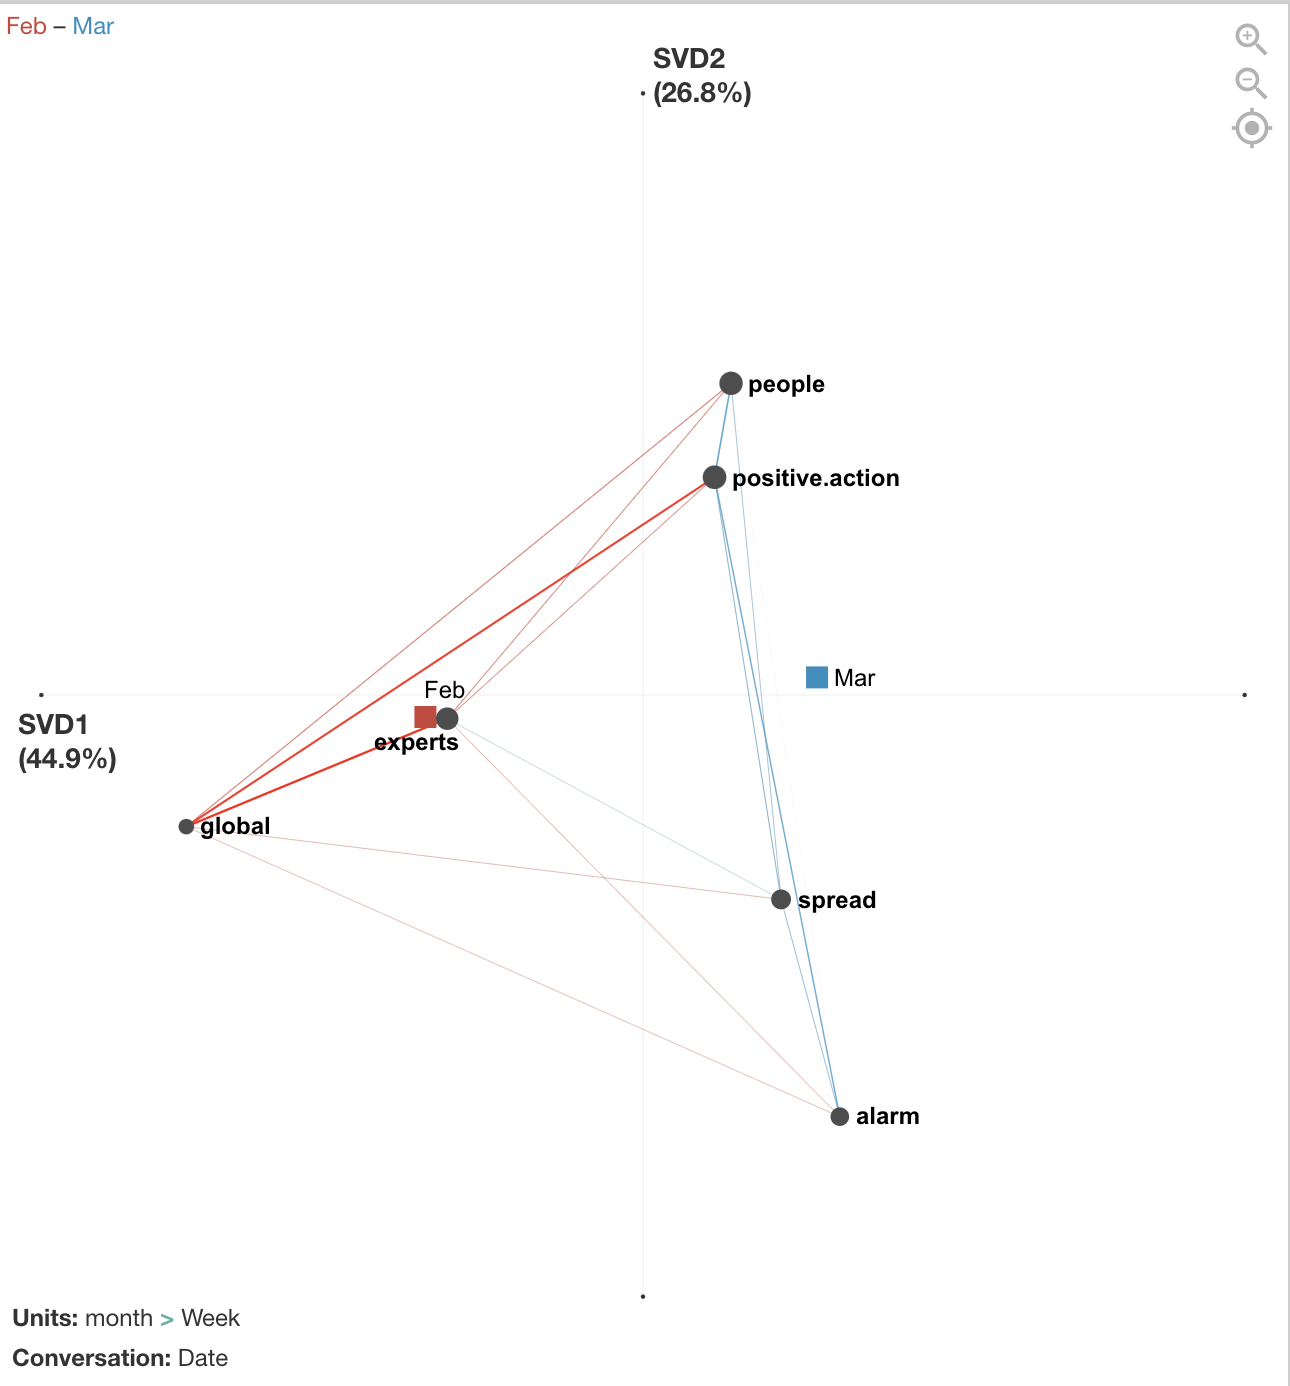 Feb – Mar
SVD2
(26.8%)
people
positive.action
Mar
Feb
SVD1
(44.9%)
experts
global
spread
alarm
Units: month > Week
Conversation: Date